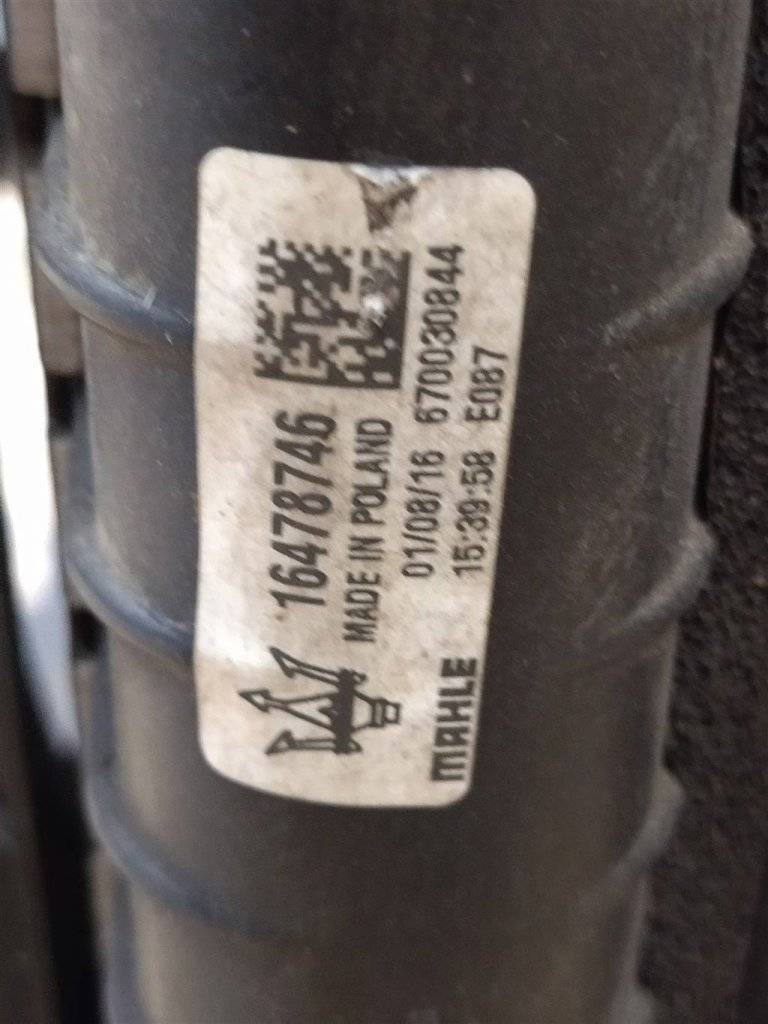 16478746
MADE IN POLAND
01/08/16 670030844
15:39:58 E087
MAHLE